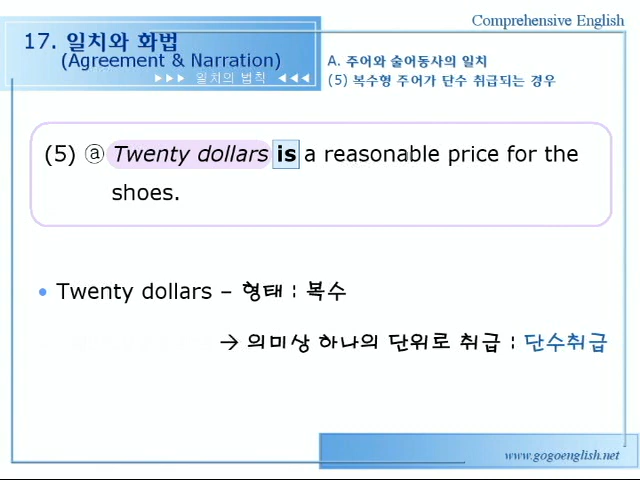 Comprehensive English
17. 일치와 화법
(Agreement & Narration)
▶▶▶ 일치의 법칙 ◀◀◀
A. 주어와 술어동사의 일치
(5) 복수형 주어가 단수 취급되는 경우
(5) ⓐ Twenty dollars is a reasonable price for the
shoes.
• Twenty dollars – 형태 : 복수
→ 의미상 하나의 단위로 취급 : 단수취급
www.gogoenglish.net